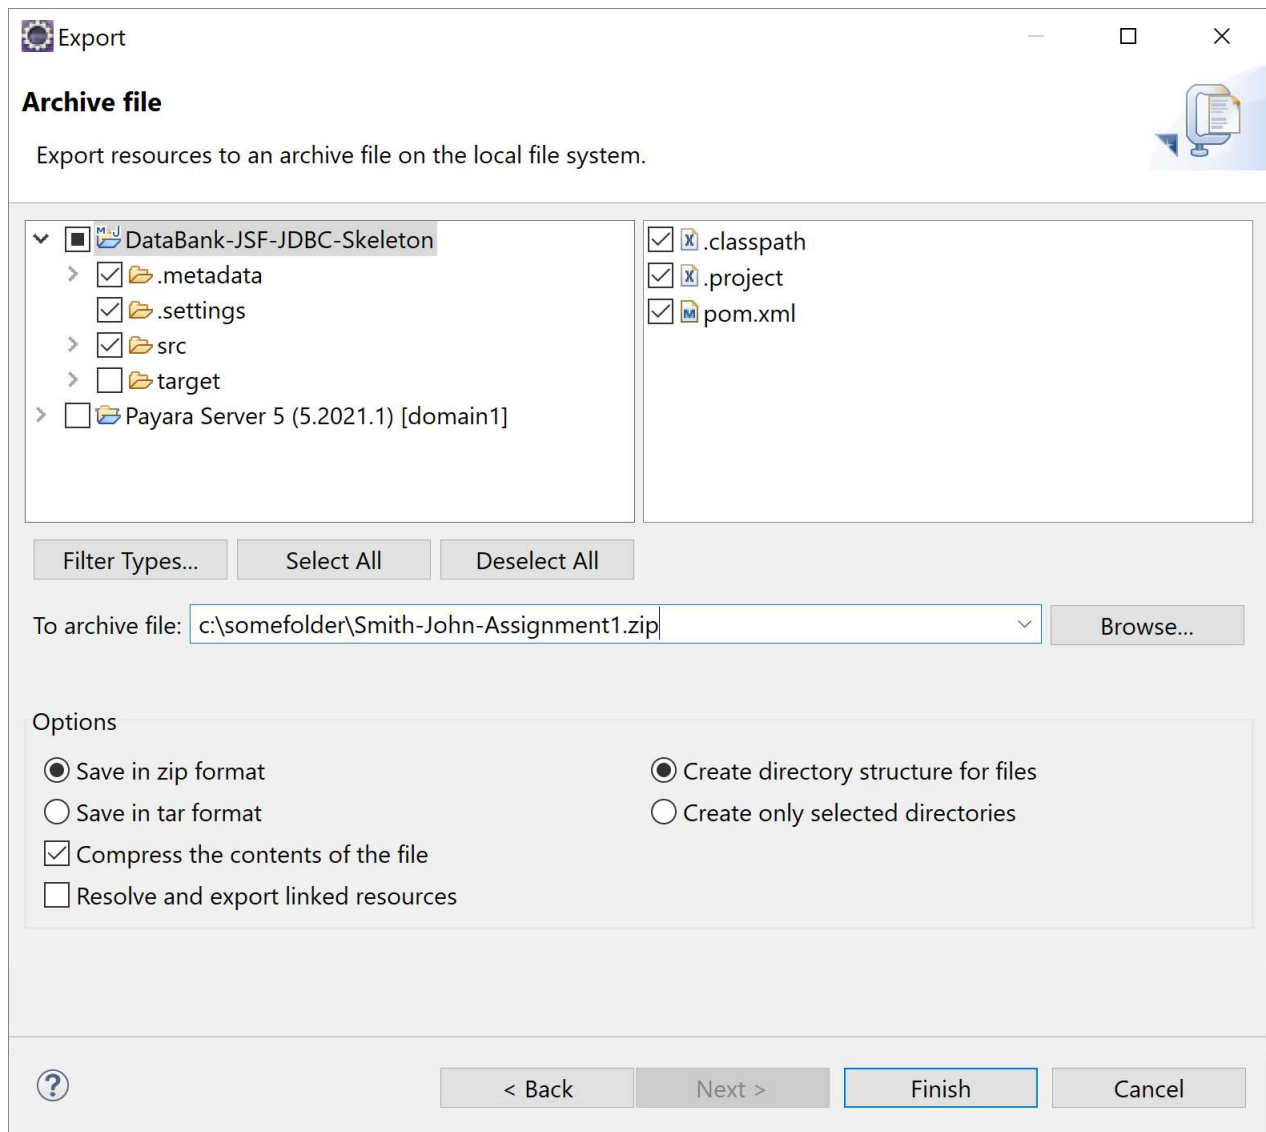 Export
Archive file
Export resources to an archive file on the local file system.
DataBank-JSF-JDBC-Skeleton
.metadata
.settings
src
target
Payara Server 5 (5.2021.1) [domain1]
.classpath
.project
pom.xml
Filter Types...
Select All
Deselect All
To archive file:
c:\somefolder\Smith-John-Assignment1.zip
Browse...
Options
Save in zip format
Create directory structure for files
Save in tar format
Create only selected directories
Compress the contents of the file
Resolve and export linked resources
< Back
Next >
Finish
Cancel